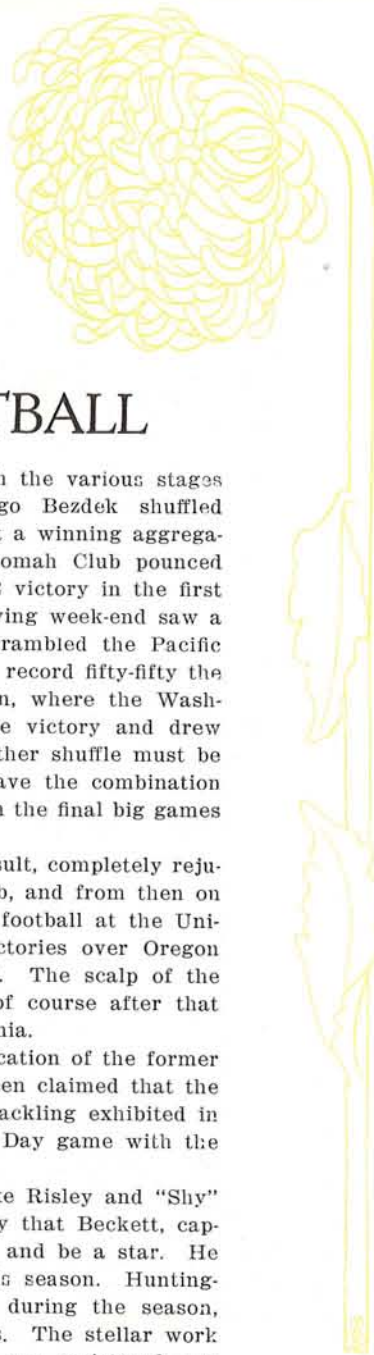 TBALL
n the various stages
go Bezdek shuffled
a winning aggrega-
omah Club pounced
victory in the first
ving week-end saw a
rambled the Pacific
record fifty-fifty the
n, where the Wash-
e victory and drew
ther shuffle must be
ave the combination
n the final big games
sult, completely reju-
b, and from then on
football at the Uni-
ctories over Oregon
. The scalp of the
of course after that
nia.
cation of the former
en claimed that the
ackling exhibited in
Day game with the
te Risley and "Shy"
y that Beckett, cap-
and be a star. He
s season. Hunting-
during the season,
s. The stellar work